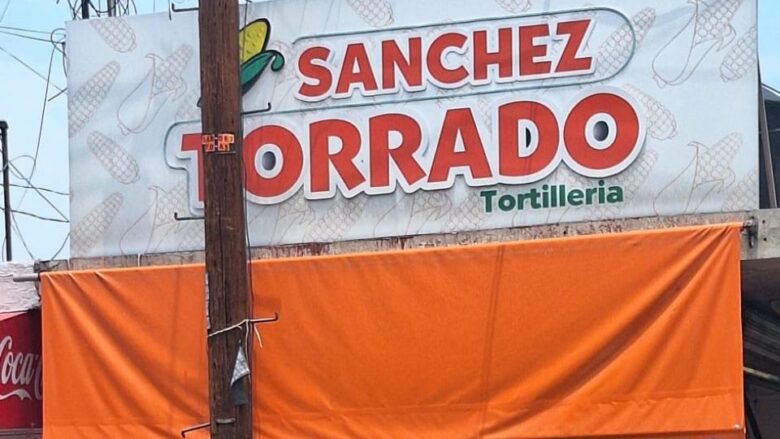 SANCHEZ
TORRADO
Tortilleria
Coca